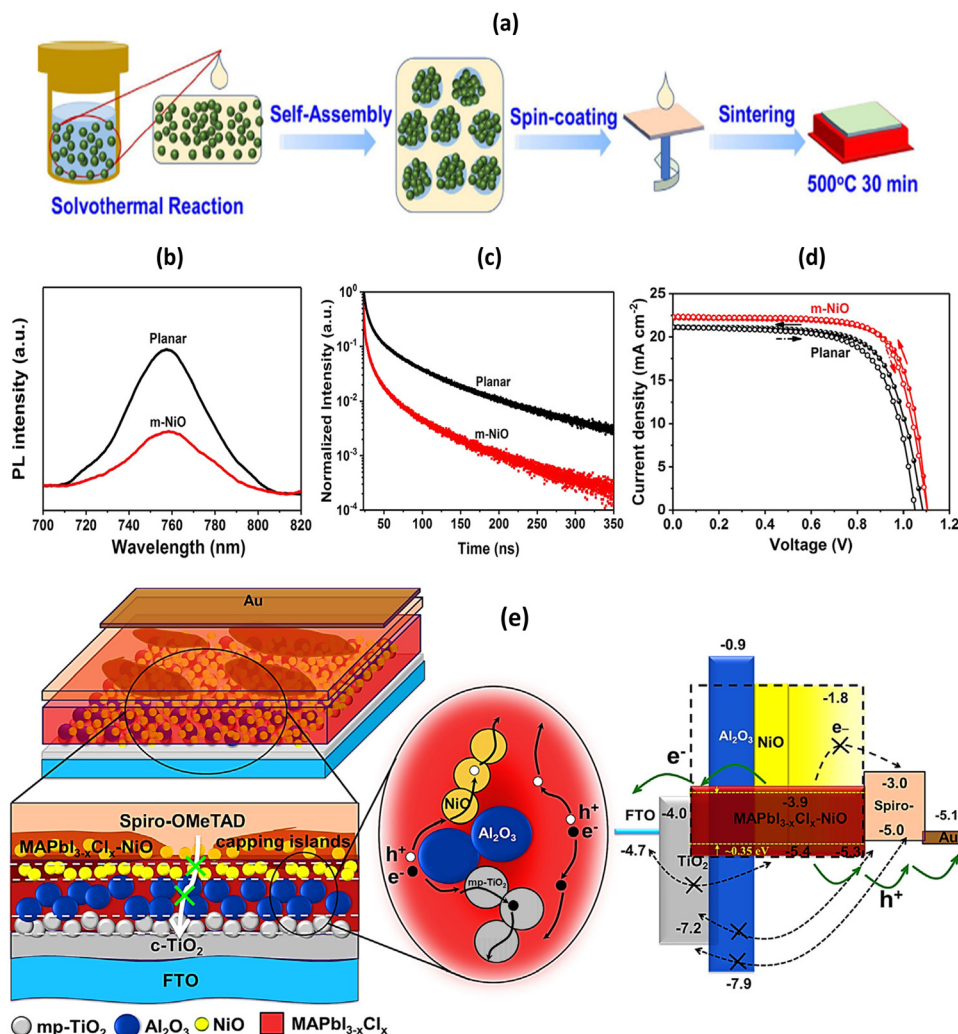 (a)
Self-Assembly
Spin-coating
Sintering
Solvothermal Reaction
500°C 30 min
(b)
(c)
(d)
PL intensity (a.u.)
Planar
m-NiO
700 720 740 760 780 800 820
Wavelength (nm)
Normalized Intensity (a.u.)
10⁰
10⁻¹
10⁻²
10⁻³
10⁻⁴
Planar
m-NiO
50 100 150 200 250 300 350
Time (ns)
Current density (mA cm⁻²)
25
20
15
10
5
0
m-NiO
Planar
0.0 0.2 0.4 0.6 0.8 1.0 1.2
Voltage (V)
(e)
Au
Spiro-OMeTAD
MAPbI₃₋ₓClₓ-NiO capping islands
c-TiO₂
FTO
NiO
Al₂O₃
mp-TiO₂
h⁺
e⁻
h⁺
e⁻
-0.9
-1.8
Al₂O₃
NiO
e⁻
e⁻
-3.0
FTO
-4.0
-3.9
Spiro-
MAPbI₃₋ₓClₓ-NiO
-5.0
-5.1
Au
-4.7
TiO₂
~0.35 eV
-5.4
-5.3
h⁺
-7.2
-7.9
mp-TiO₂ Al₂O₃ NiO MAPbI₃₋ₓClₓ